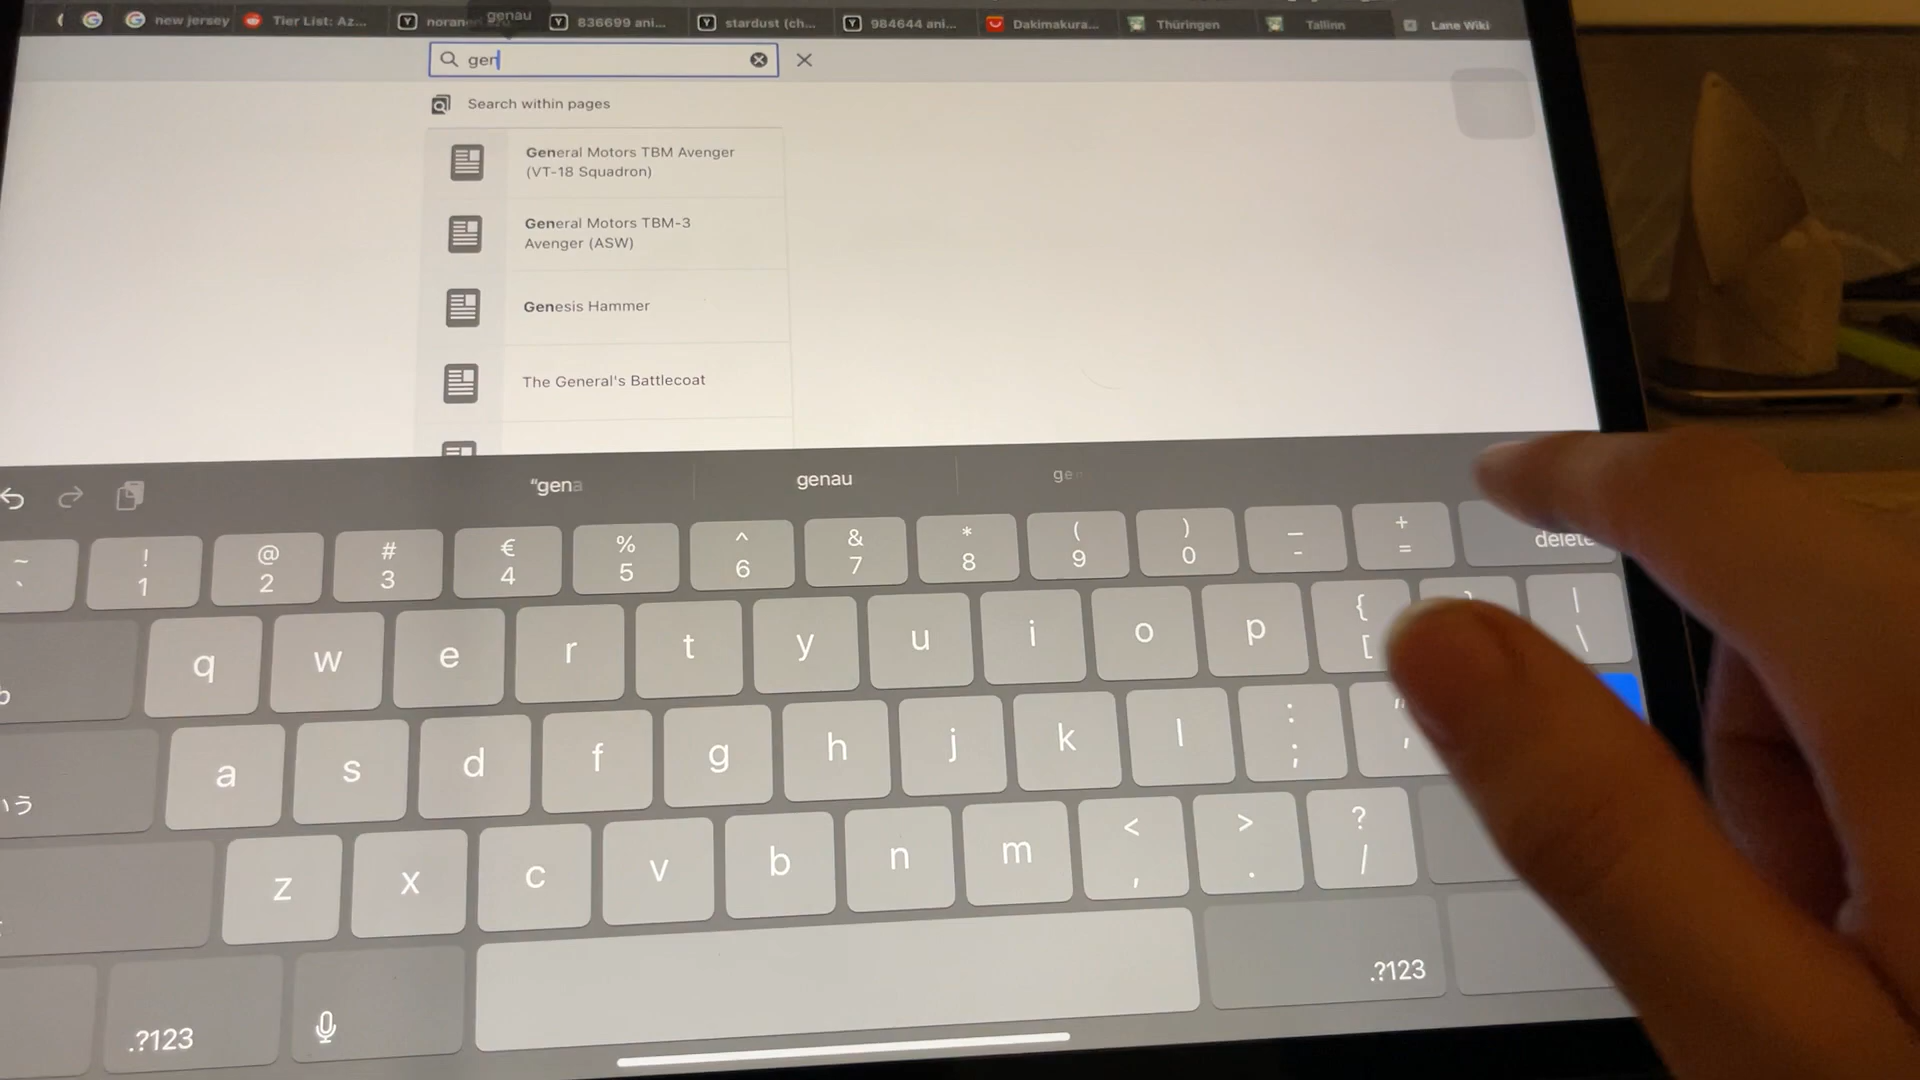 genau
new jersey
Tier List: Az...
836699 ani...
stardust (ch...
984644 ani...
Dakimakura...
Thüringen
Tallinn
Lane Wiki
gen
Search within pages
General Motors TBM Avenger
(VT-18 Squadron)
General Motors TBM-3
Avenger (ASW)
Genesis Hammer
The General's Battlecoat
“gena
genau
gen
~ ! @ # € % ^ & * ( ) _ +
` 1 2 3 4 5 6 7 8 9 0 - = delete
q w e r t y u i o p { [ | \
a s d f g h j k l : ; " '
z x c v b n m < , > . ? /
.?123
.?123